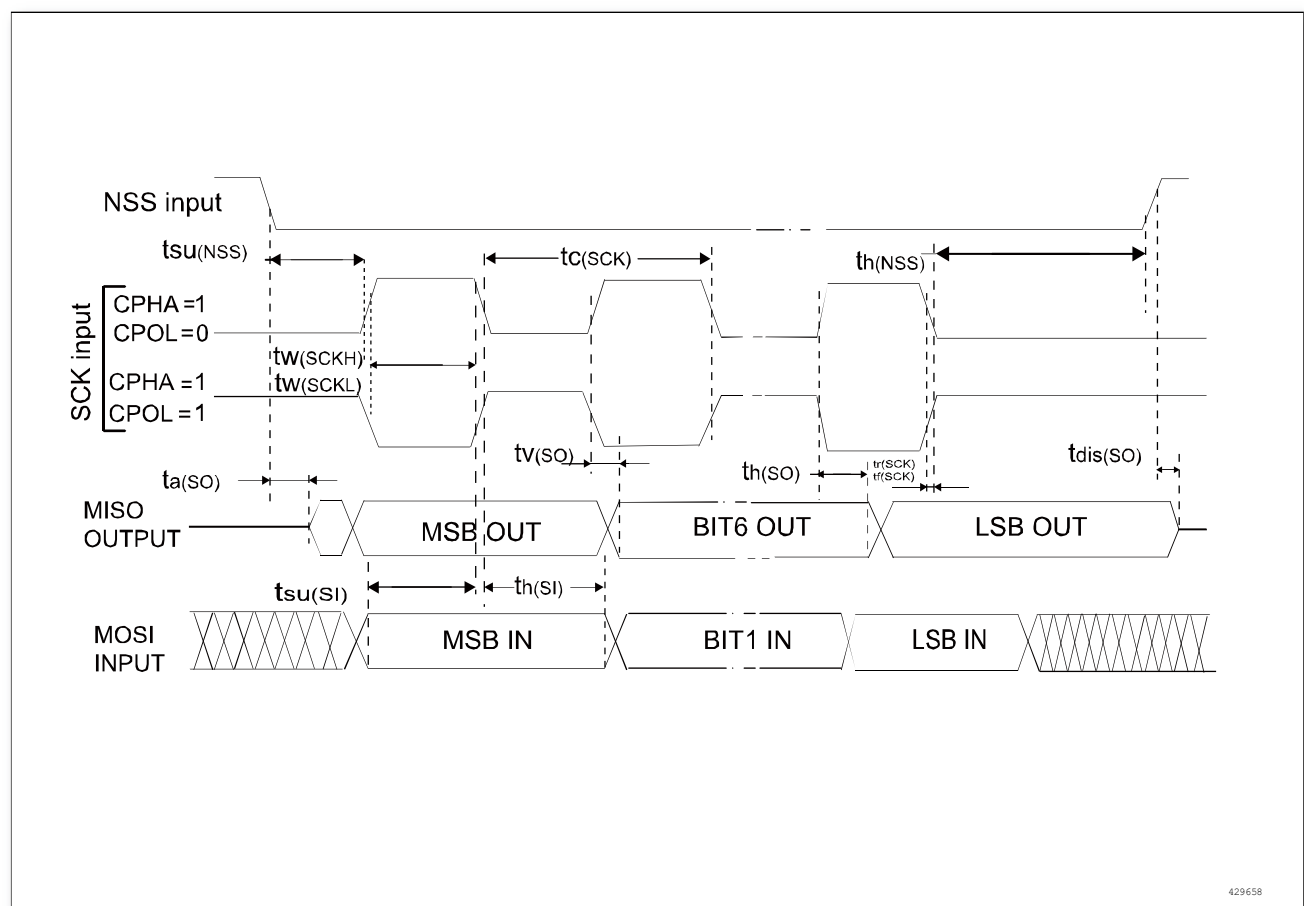 NSS input
tsu(NSS)
tc(SCK)
th(NSS)
SCK input
CPHA =1
CPOL =0
tw(SCKH)
CPHA =1
tw(SCKL)
CPOL =1
tv(SO)
ta(SO)
th(SO)
tr(SCK)
tf(SCK)
tdis(SO)
MISO
OUTPUT
MSB OUT
BIT6 OUT
LSB OUT
tsu(SI)
th(SI)
MOSI
INPUT
MSB IN
BIT1 IN
LSB IN
429658